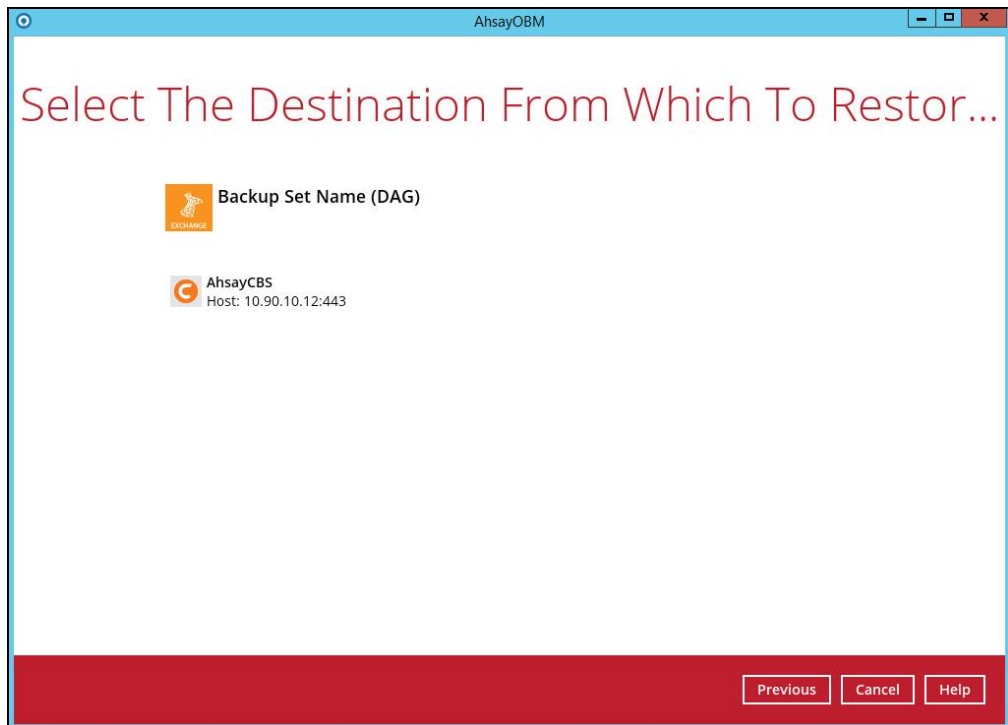 AhsayOBM
Select The Destination From Which To Restor...
Backup Set Name (DAG)
EXCHANGE
AhsayCBS
Host: 10.90.10.12:443
Previous
Cancel
Help